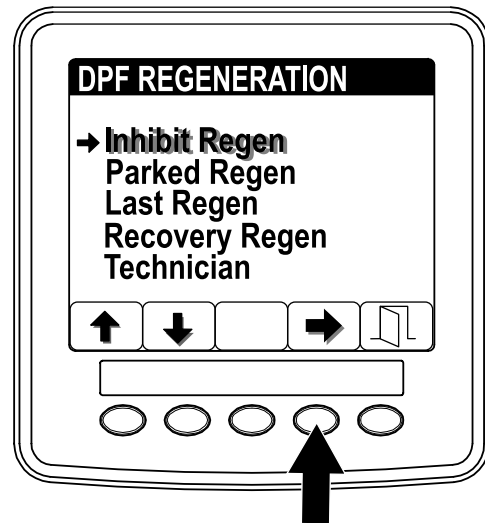 DPF REGENERATION
Inhibit Regen
Parked Regen
Last Regen
Recovery Regen
Technician